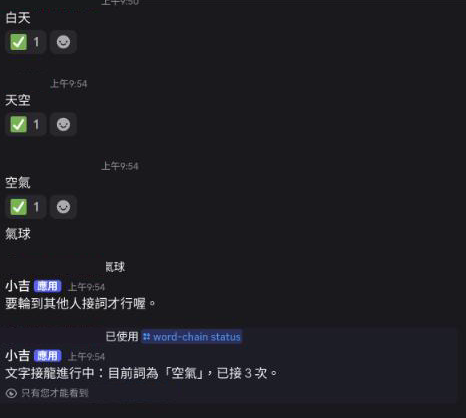 上午9:50
白天
✅ 1
上午9:54
天空
✅ 1
上午9:54
空氣
✅ 1
氣球
氣球
小吉 應用 上午9:54
要輪到其他人接詞才行喔。
已使用 word-chain status
小吉 應用 上午9:54
文字接龍進行中：目前詞為「空氣」，已接 3 次。
只有您才能看到